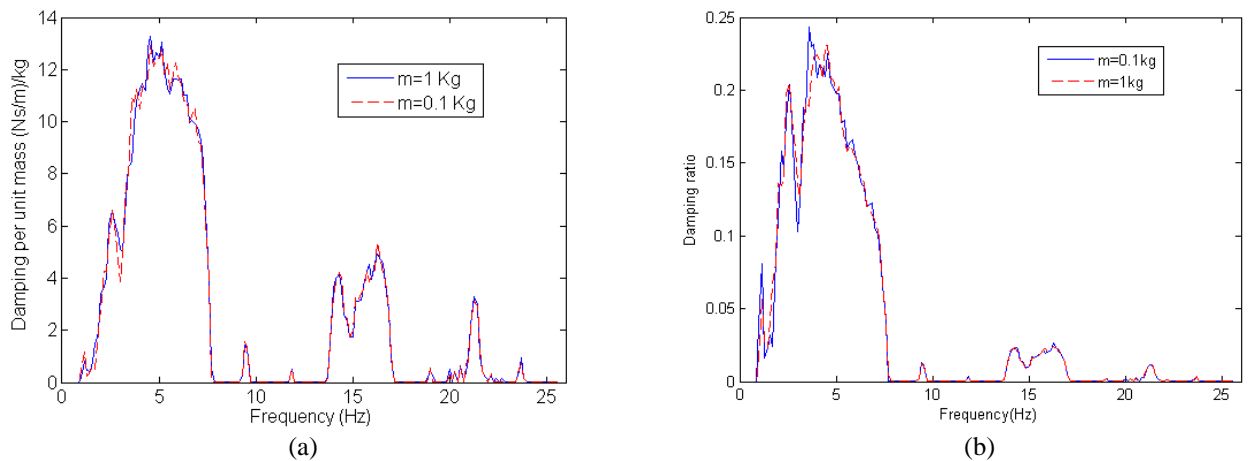 14
12
10
8
6
4
2
0
0
5
10
15
20
25
Damping per unit mass (Ns/m)/kg
Frequency (Hz)
m=1 Kg
m=0.1 Kg
(a)
0.25
0.2
0.15
0.1
0.05
0
0
5
10
15
20
25
Damping ratio
Frequency(Hz)
m=0.1kg
m=1kg
(b)